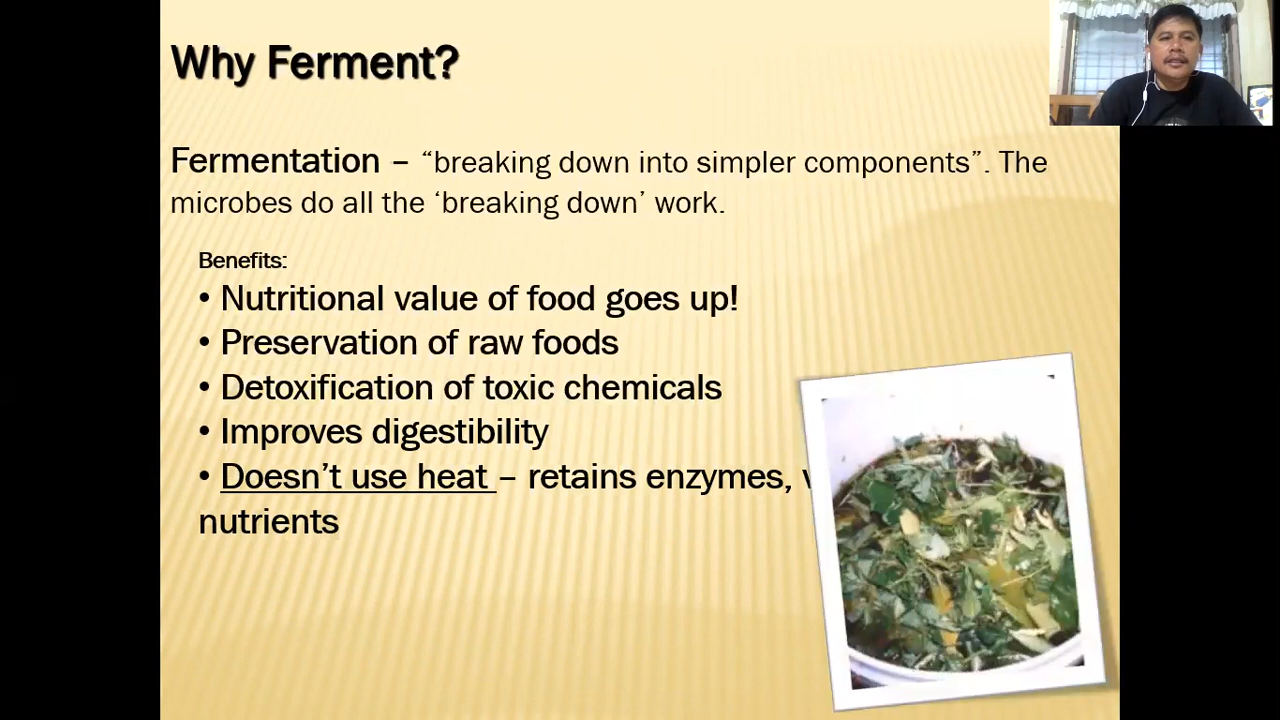 Why Ferment?
Fermentation – “breaking down into simpler components”. The
microbes do all the ‘breaking down’ work.
Benefits:
• Nutritional value of food goes up!
• Preservation of raw foods
• Detoxification of toxic chemicals
• Improves digestibility
• Doesn’t use heat – retains enzymes,
nutrients